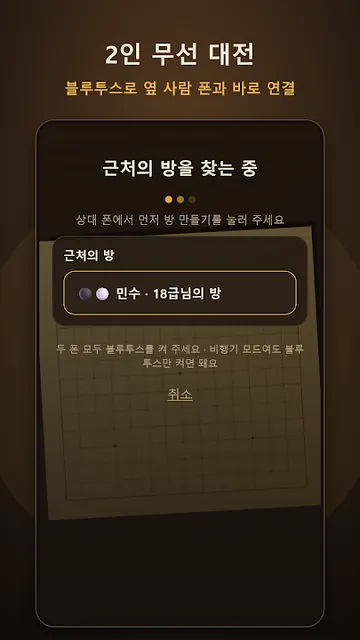 2인 무선 대전
블루투스로 옆 사람 폰과 바로 연결
근처의 방을 찾는 중
상대 폰에서 먼저 방 만들기를 눌러 주세요
근처의 방
민수 · 18급님의 방
두 폰 모두 블루투스를 켜 주세요 · 비행기 모드여도 블루
투스만 켜면 돼요
취소